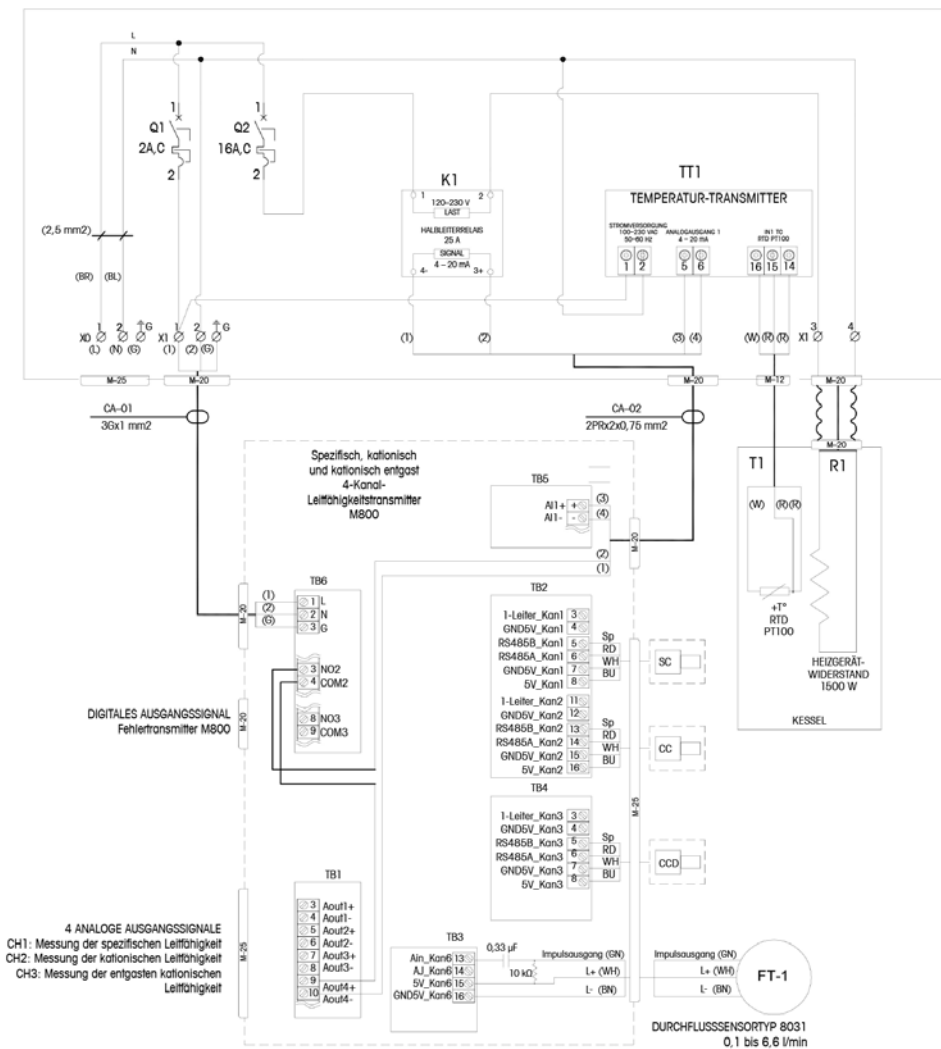 L
N
1
Q1
2A,C
2
1
Q2
16A,C
2
(2,5 mm2)
(BR) (BL)
K1
1 2
120-230 V
LAST
HALBLEITERRELAIS
25 A
SIGNAL
4 – 20 mA
4- 3+
TT1
TEMPERATUR-TRANSMITTER
STROMVERSORGUNG
100-230 VAC
50-60 Hz
ANALOGAUSGANG 1
4 – 20 mA
IN1 TC
RTD PT100
1 2 5 6 16 15 14
1 2 G
X0
(L) (N) (G)
1 2 G
X1
(1) (2) (G)
(1) (2) (3) (4) (W) (R) (R)
X1 3 4
M-25 M-20 M-20 M-12 M-20
CA-01
3Gx1 mm2
CA-02
2PRx2x0,75 mm2
M-20
T1 R1
(W) (R)(R)
+T°
RTD
PT100
HEIZGERÄT-
WIDERSTAND
1500 W
KESSEL
Spezifisch, kationisch
und kationisch entgast
4-Kanal-
Leitfähigkeitstransmitter
M800
TB5
AI1+ + (3)
AI1- - (4)
(2)
(1)
M-20
M-20
TB6
(1) 1 L
(2) 2 N
(G) 3 G
3 NO2
4 COM2
8 NO3
9 COM3
DIGITALES AUSGANGSSIGNAL
Fehlertransmitter M800
M-20
TB2
1-Leiter_Kan1 3
GND5V_Kan1 4
RS485B_Kan1 5 Sp
RS485A_Kan1 6 RD
GND5V_Kan1 7 WH
5V_Kan1 8 BU
SC
1-Leiter_Kan2 11
GND5V_Kan2 12
RS485B_Kan2 13 Sp
RS485A_Kan2 14 RD
GND5V_Kan2 15 WH
5V_Kan2 16 BU
CC
TB4
1-Leiter_Kan3 3
GND5V_Kan3 4
RS485B_Kan3 5 Sp
RS485A_Kan3 6 RD
GND5V_Kan3 7 WH
5V_Kan3 8 BU
CCD
M-25
TB1
3 Aout1+
4 Aout1-
5 Aout2+
6 Aout2-
7 Aout3+
8 Aout3-
9 Aout4+
10 Aout4-
M-25
4 ANALOGE AUSGANGSSIGNALE
CH1: Messung der spezifischen Leitfähigkeit
CH2: Messung der kationischen Leitfähigkeit
CH3: Messung der entgasten kationischen
Leitfähigkeit
TB3
Ain_Kan6 13
AJ_Kan6 14
5V_Kan6 15
GND5V_Kan6 16
0,33 µF
10 kΩ
Impulsausgang (GN)
L+ (WH)
L- (BN)
Impulsausgang (GN)
L+ (WH)
L- (BN)
FT-1
DURCHFLUSSSENSORTYP 8031
0,1 bis 6,6 l/min